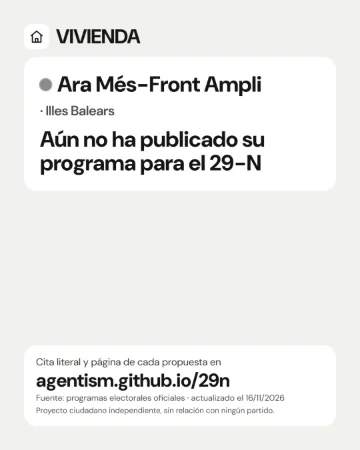 VIVIENDA
Ara Més-Front Ampli
· Illes Balears
Aún no ha publicado su
programa para el 29-N
Cita literal y página de cada propuesta en
agentism.github.io/29n
Fuente: programas electorales oficiales · actualizado el 16/11/2026
Proyecto ciudadano independiente, sin relación con ningún partido.